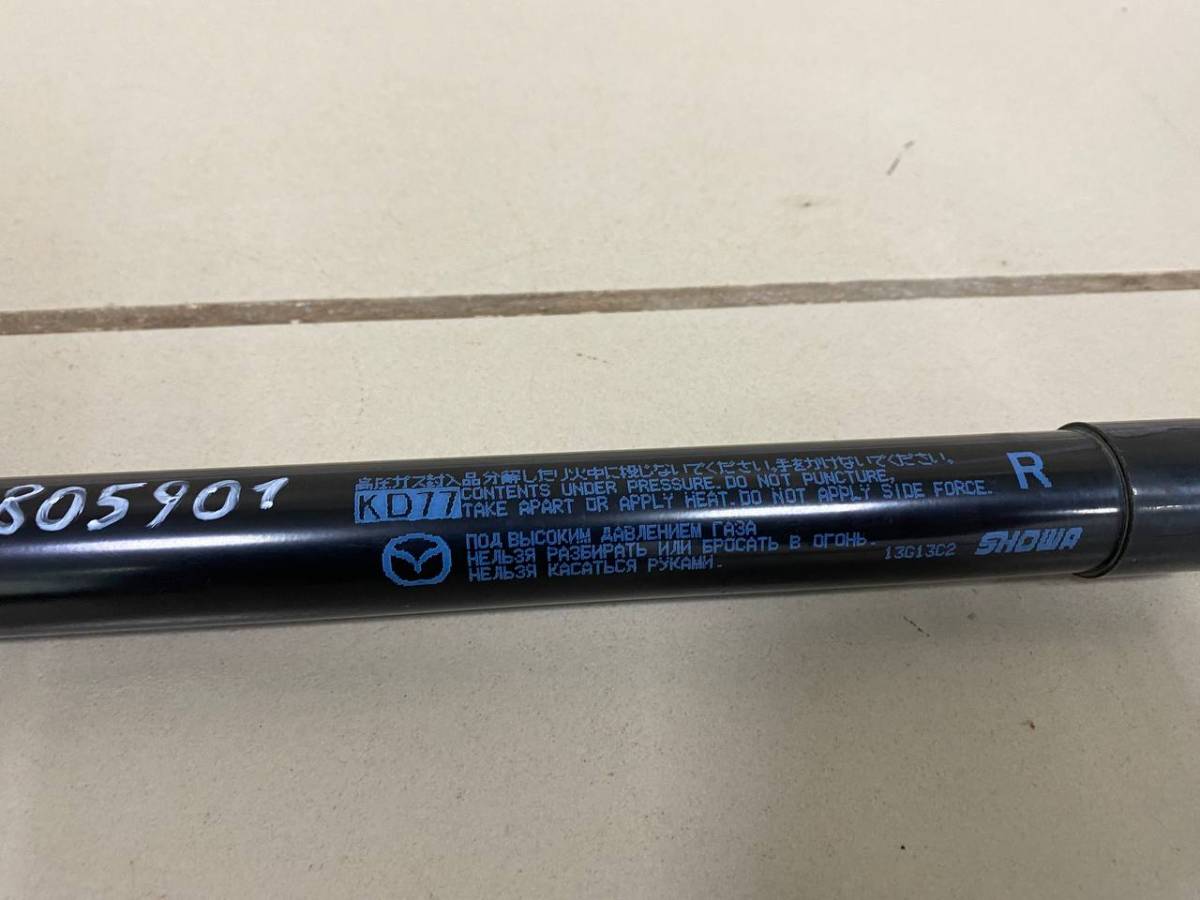 805901
高圧ガス封入品分解したり火中に投じないでください。手をかけないでください。
KD77
CONTENTS UNDER PRESSURE.DO NOT PUNCTURE,
TAKE APART OR APPLY HEAT.DO NOT APPLY SIDE FORCE.
R
ПОД ВЫСОКИМ ДАВЛЕНИЕМ ГАЗА
НЕЛЬЗЯ РАЗБИРАТЬ ИЛИ БРОСАТЬ В ОГОНЬ.
НЕЛЬЗЯ КАСАТЬСЯ РУКАМИ.
13G13C2
SHOWA